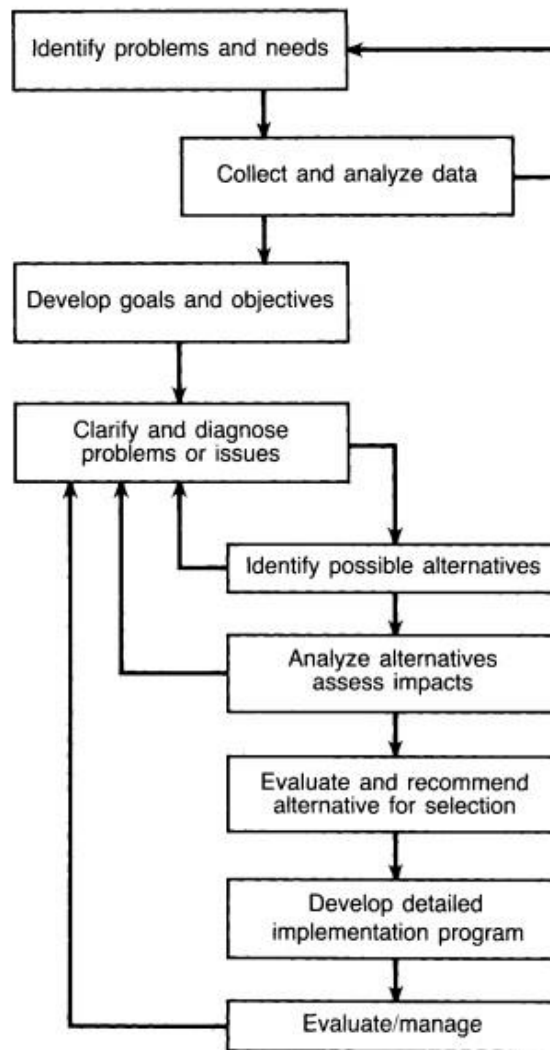 Identify problems and needs
Collect and analyze data
Develop goals and objectives
Clarify and diagnose
problems or issues
Identify possible alternatives
Analyze alternatives
assess impacts
Evaluate and recommend
alternative for selection
Develop detailed
implementation program
Evaluate/manage